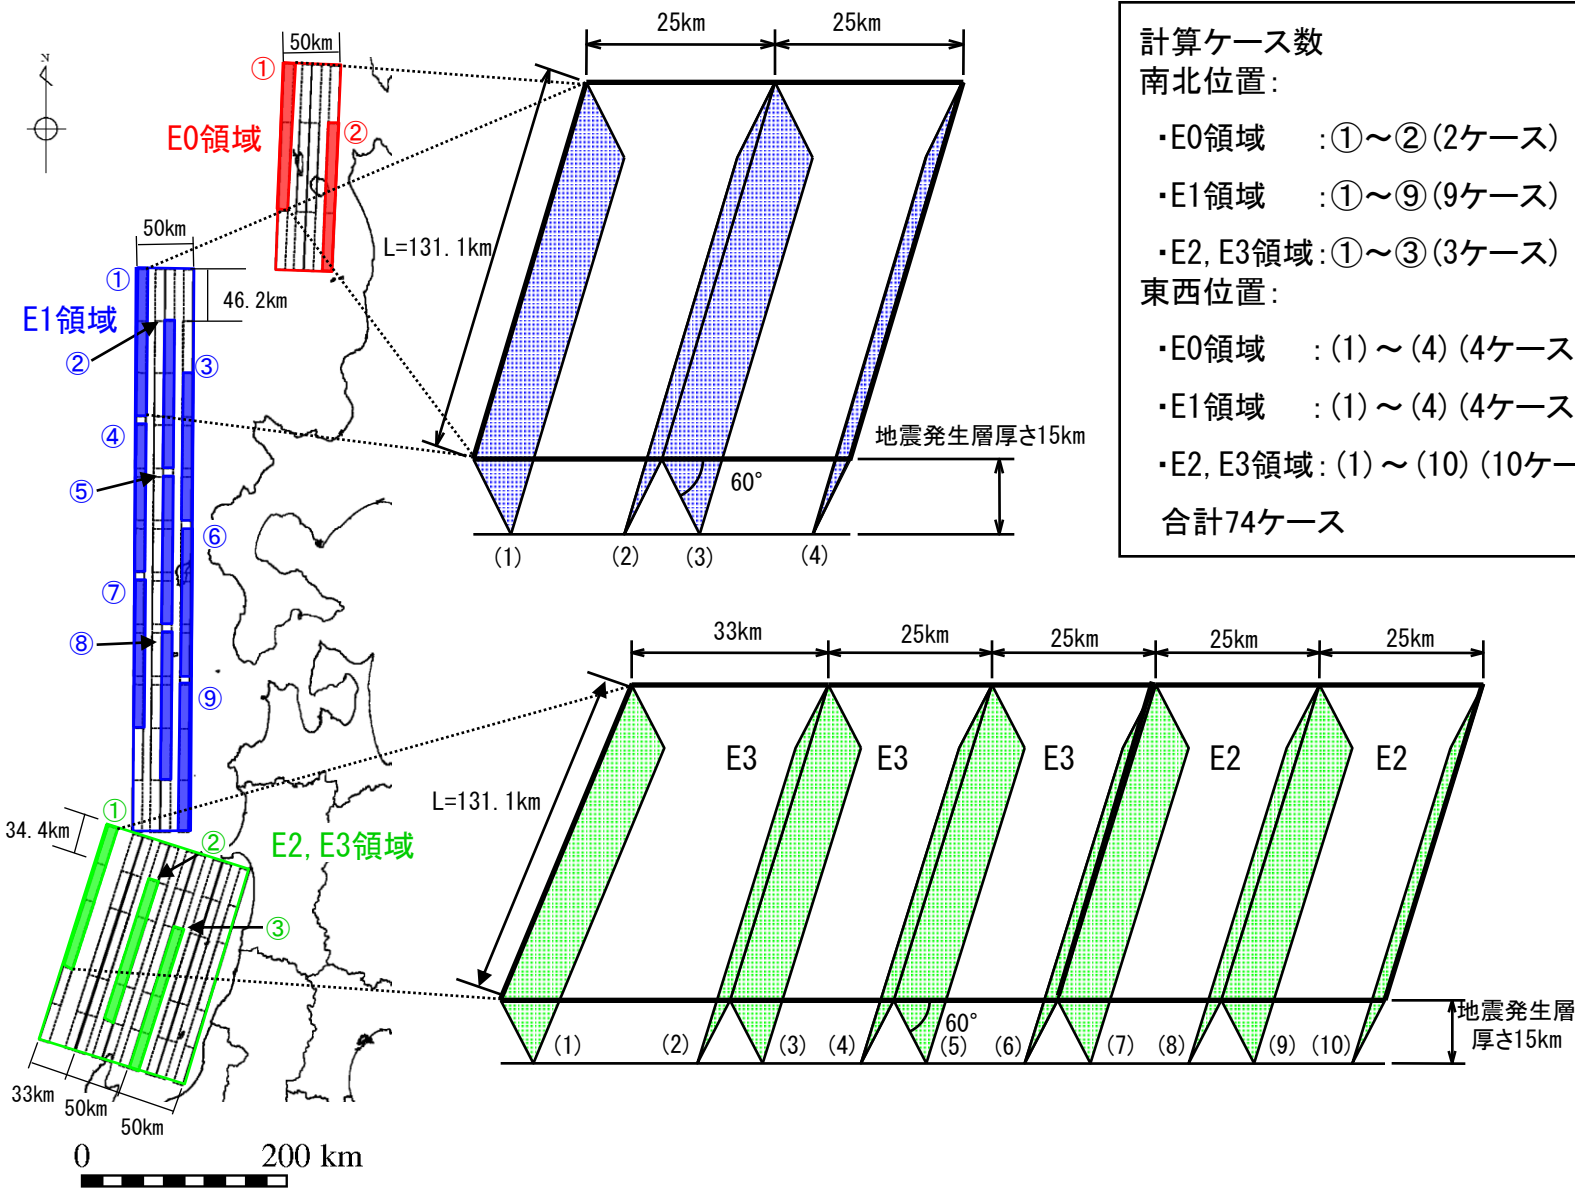 N
50km
①
E0領域
②
50km
①
46.2km
E1領域
②
③
④
⑤
⑥
⑦
⑧
⑨
①
34.4km
②
E2,E3領域
③
33km
50km
50km
0
200 km
25km
25km
L=131.1km
地震発生層厚さ15km
60°
(1)
(2)
(3)
(4)
33km
25km
25km
25km
25km
L=131.1km
E3
E3
E3
E2
E2
60°
(1)
(2)
(3)
(4)
(5)
(6)
(7)
(8)
(9)
(10)
地震発生層
厚さ15km
計算ケース数
南北位置:
・E0領域　:①~②(2ケース)
・E1領域　:①~⑨(9ケース)
・E2,E3領域:①~③(3ケース)
東西位置:
・E0領域　:(1)~(4)(4ケース
・E1領域　:(1)~(4)(4ケース
・E2,E3領域:(1)~(10)(10ケー
合計74ケース